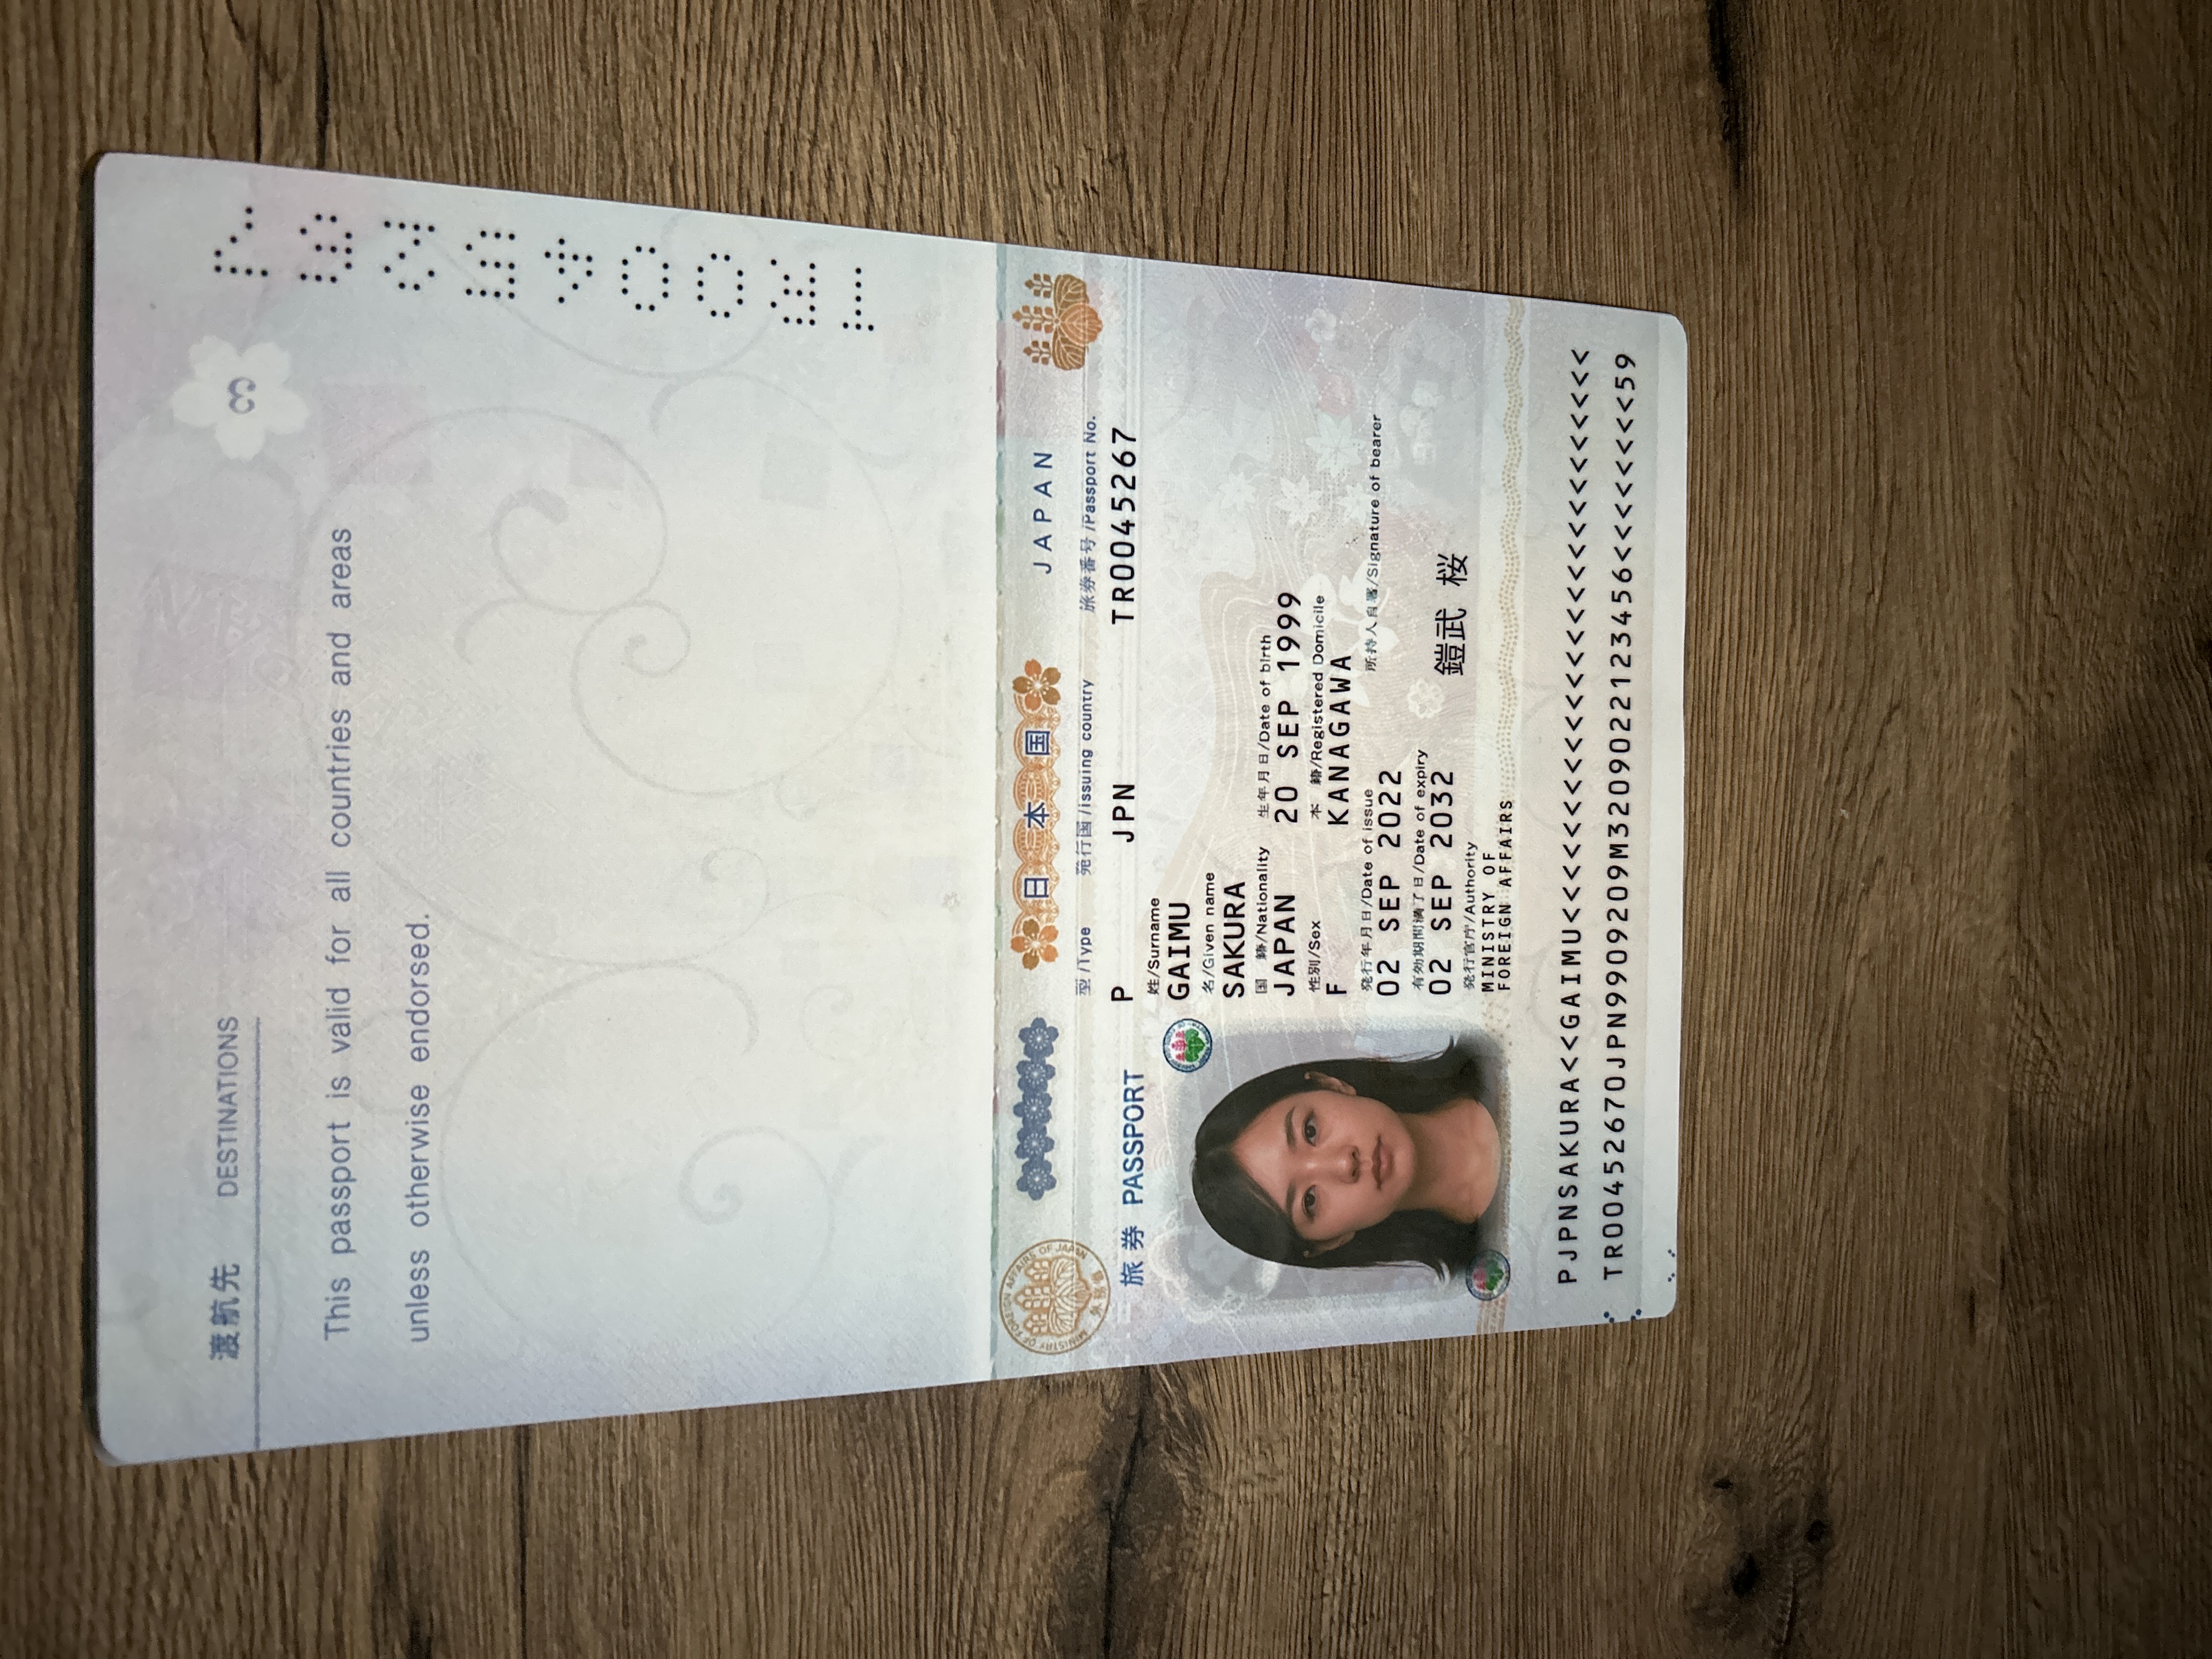 渡航先 DESTINATIONS
3
This passport is valid for all countries and areas
unless otherwise endorsed.
TR0045267
MINISTRY OF FOREIGN AFFAIRS OF JAPAN
外務省
日本国
JAPAN
旅券 PASSPORT
型/Type 発行国/Issuing country 旅券番号/Passport No.
P JPN TR0045267
姓/Surname
GAIMU
名/Given name
SAKURA
国 籍/Nationality 生年月日/Date of birth
JAPAN 20 SEP 1999
性別/Sex 本 籍/Registered Domicile
F KANAGAWA
発行年月日/Date of issue 所持人自署/Signature of bearer
02 SEP 2022
有効期間満了日/Date of expiry
02 SEP 2032 鎧武 桜
発行官庁/Authority
MINISTRY OF
FOREIGN AFFAIRS
PJPNSAKURA<<GAIMU<<<<<<<<<<<<<<<<<<<<<<<<<<<
TR00452670JPN9909209M3209022123456<<<<<<<<59